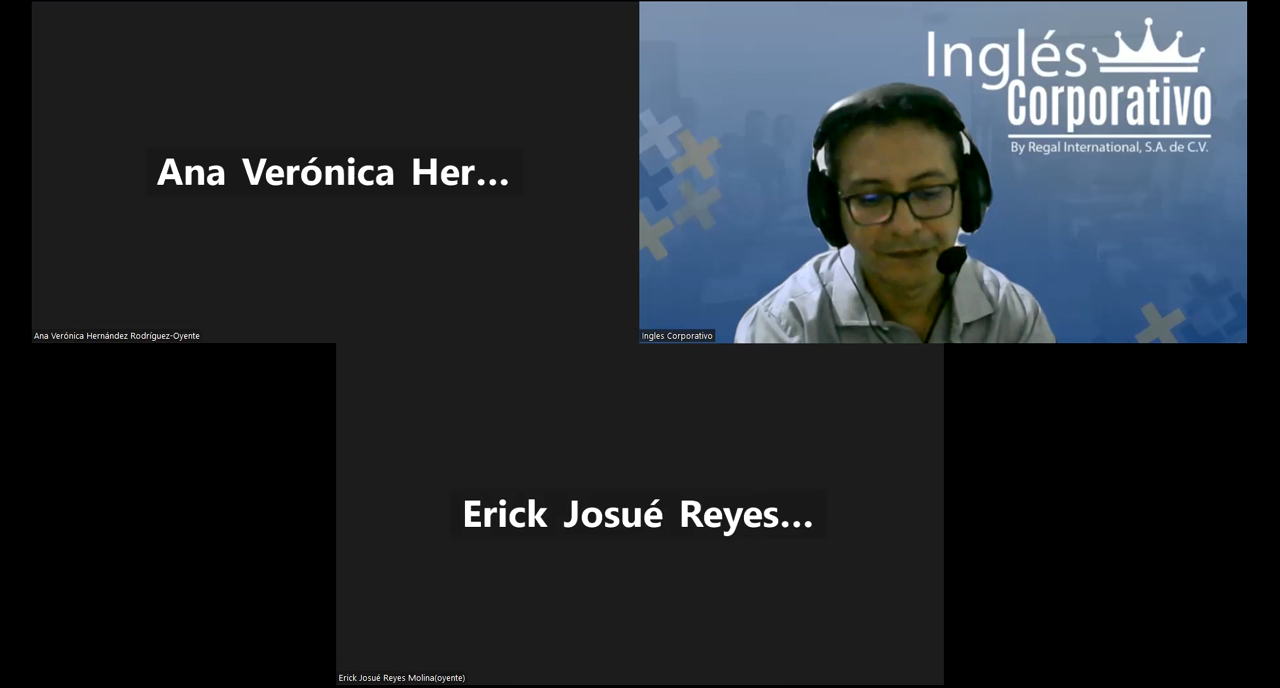 Ana Verónica Her...
Ana Verónica Hernández Rodríguez-Oyente
Inglés
Corporativo
By Regal International, S.A. de C.V.
Ingles Corporativo
Erick Josué Reyes...
Erick Josué Reyes Molina(oyente)